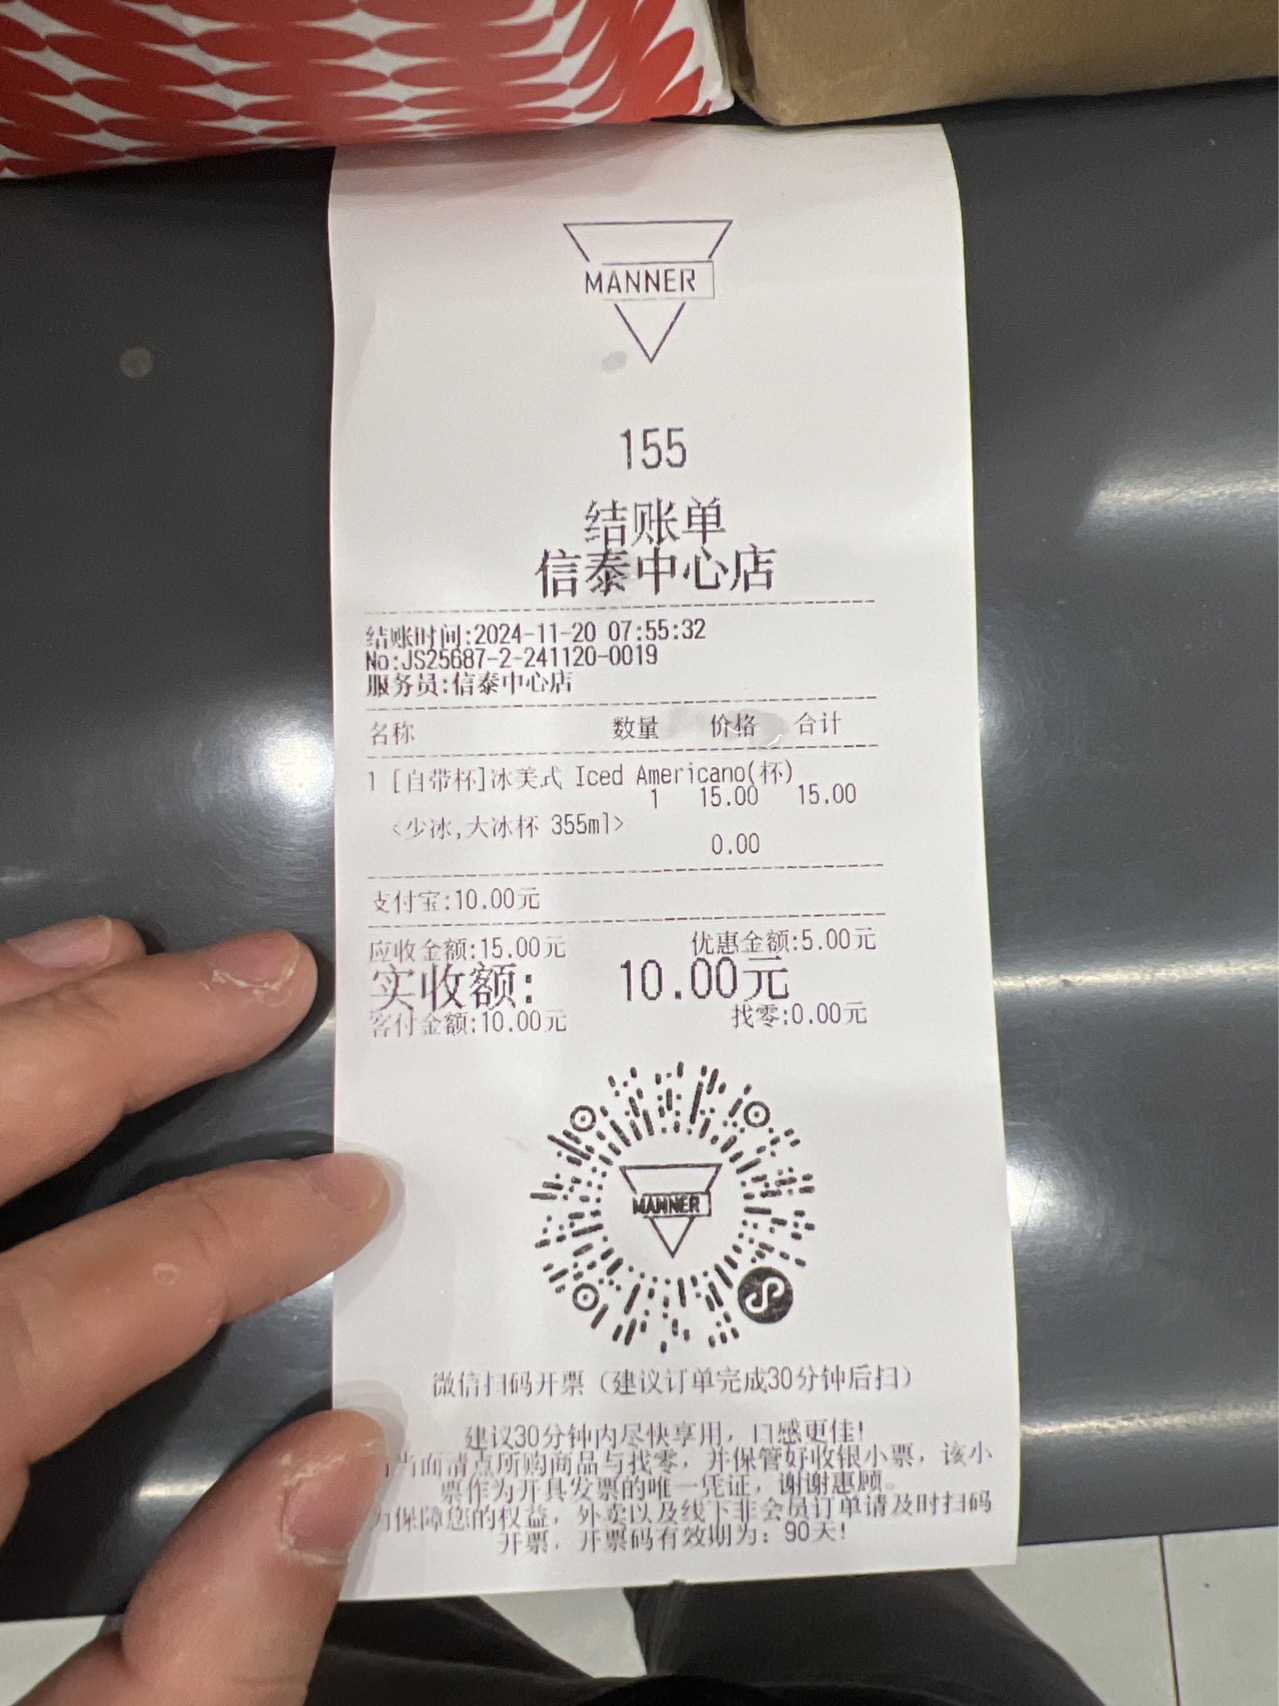 MANNER
155
结账单
信泰中心店
结账时间:2024-11-20 07:55:32
No:JS25687-2-241120-0019
服务员:信泰中心店
名称 数量 价格 合计
1 [自带杯]冰美式 Iced Americano(杯)
1 15.00 15.00
<少冰,大冰杯 355ml>
0.00
支付宝:10.00元
应收金额:15.00元 优惠金额:5.00元
实收额: 10.00元
客付金额:10.00元 找零:0.00元
MANNER
微信扫码开票（建议订单完成30分钟后扫）
建议30分钟内尽快享用，口感更佳!
当面请点所购商品与找零，并保管好收银小票，该小
票作为开具发票的唯一凭证，谢谢惠顾。
为保障您的权益，外卖以及线下非会员订单请及时扫码
开票，开票码有效期为：90天!